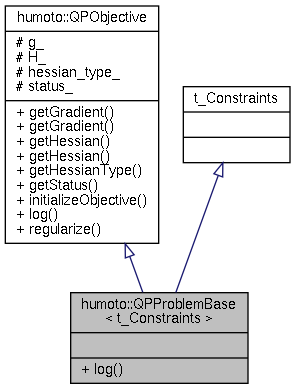 humoto::QPObjective
# g_
# H_
# hessian_type_
# status_
+ getGradient()
+ getGradient()
+ getHessian()
+ getHessian()
+ getHessianType()
+ getStatus()
+ initializeObjective()
+ log()
+ regularize()
t_Constraints
humoto::QPProblemBase
< t_Constraints >
+ log()